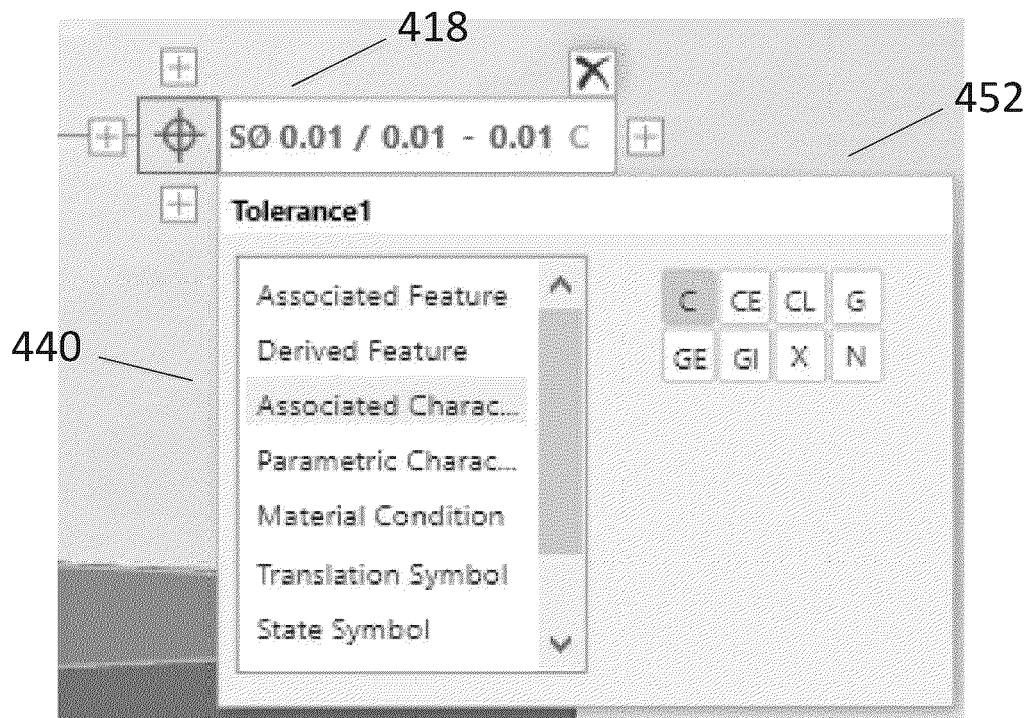 418
452
SØ 0.01 / 0.01 - 0.01 C
Tolerance1
440
Associated Feature
Derived Feature
Associated Charac...
Parametric Charac...
Material Condition
Translation Symbol
State Symbol
C CE CL G
GE GI X N